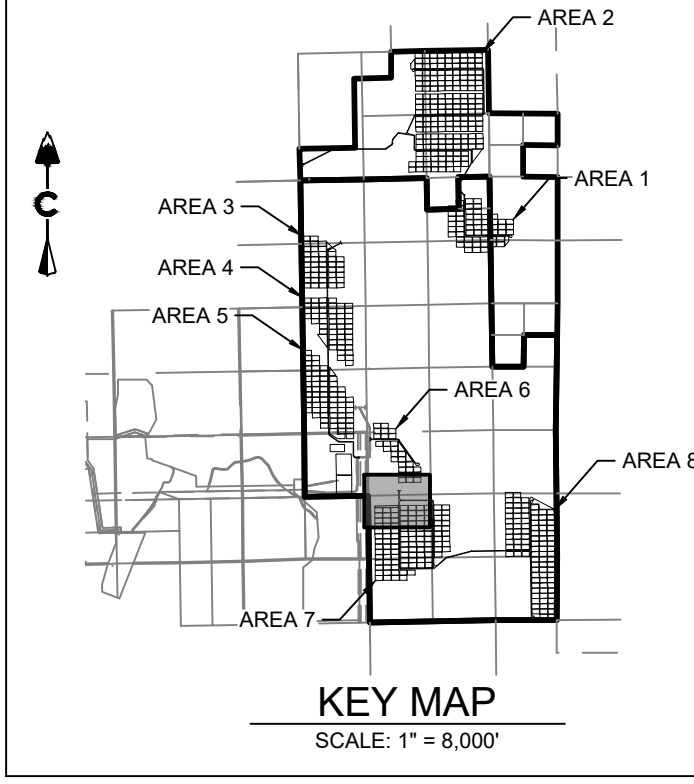 AREA 2
AREA 1
AREA 3
AREA 4
AREA 5
AREA 6
AREA 8
AREA 7
KEY MAP
SCALE: 1" = 8,000'